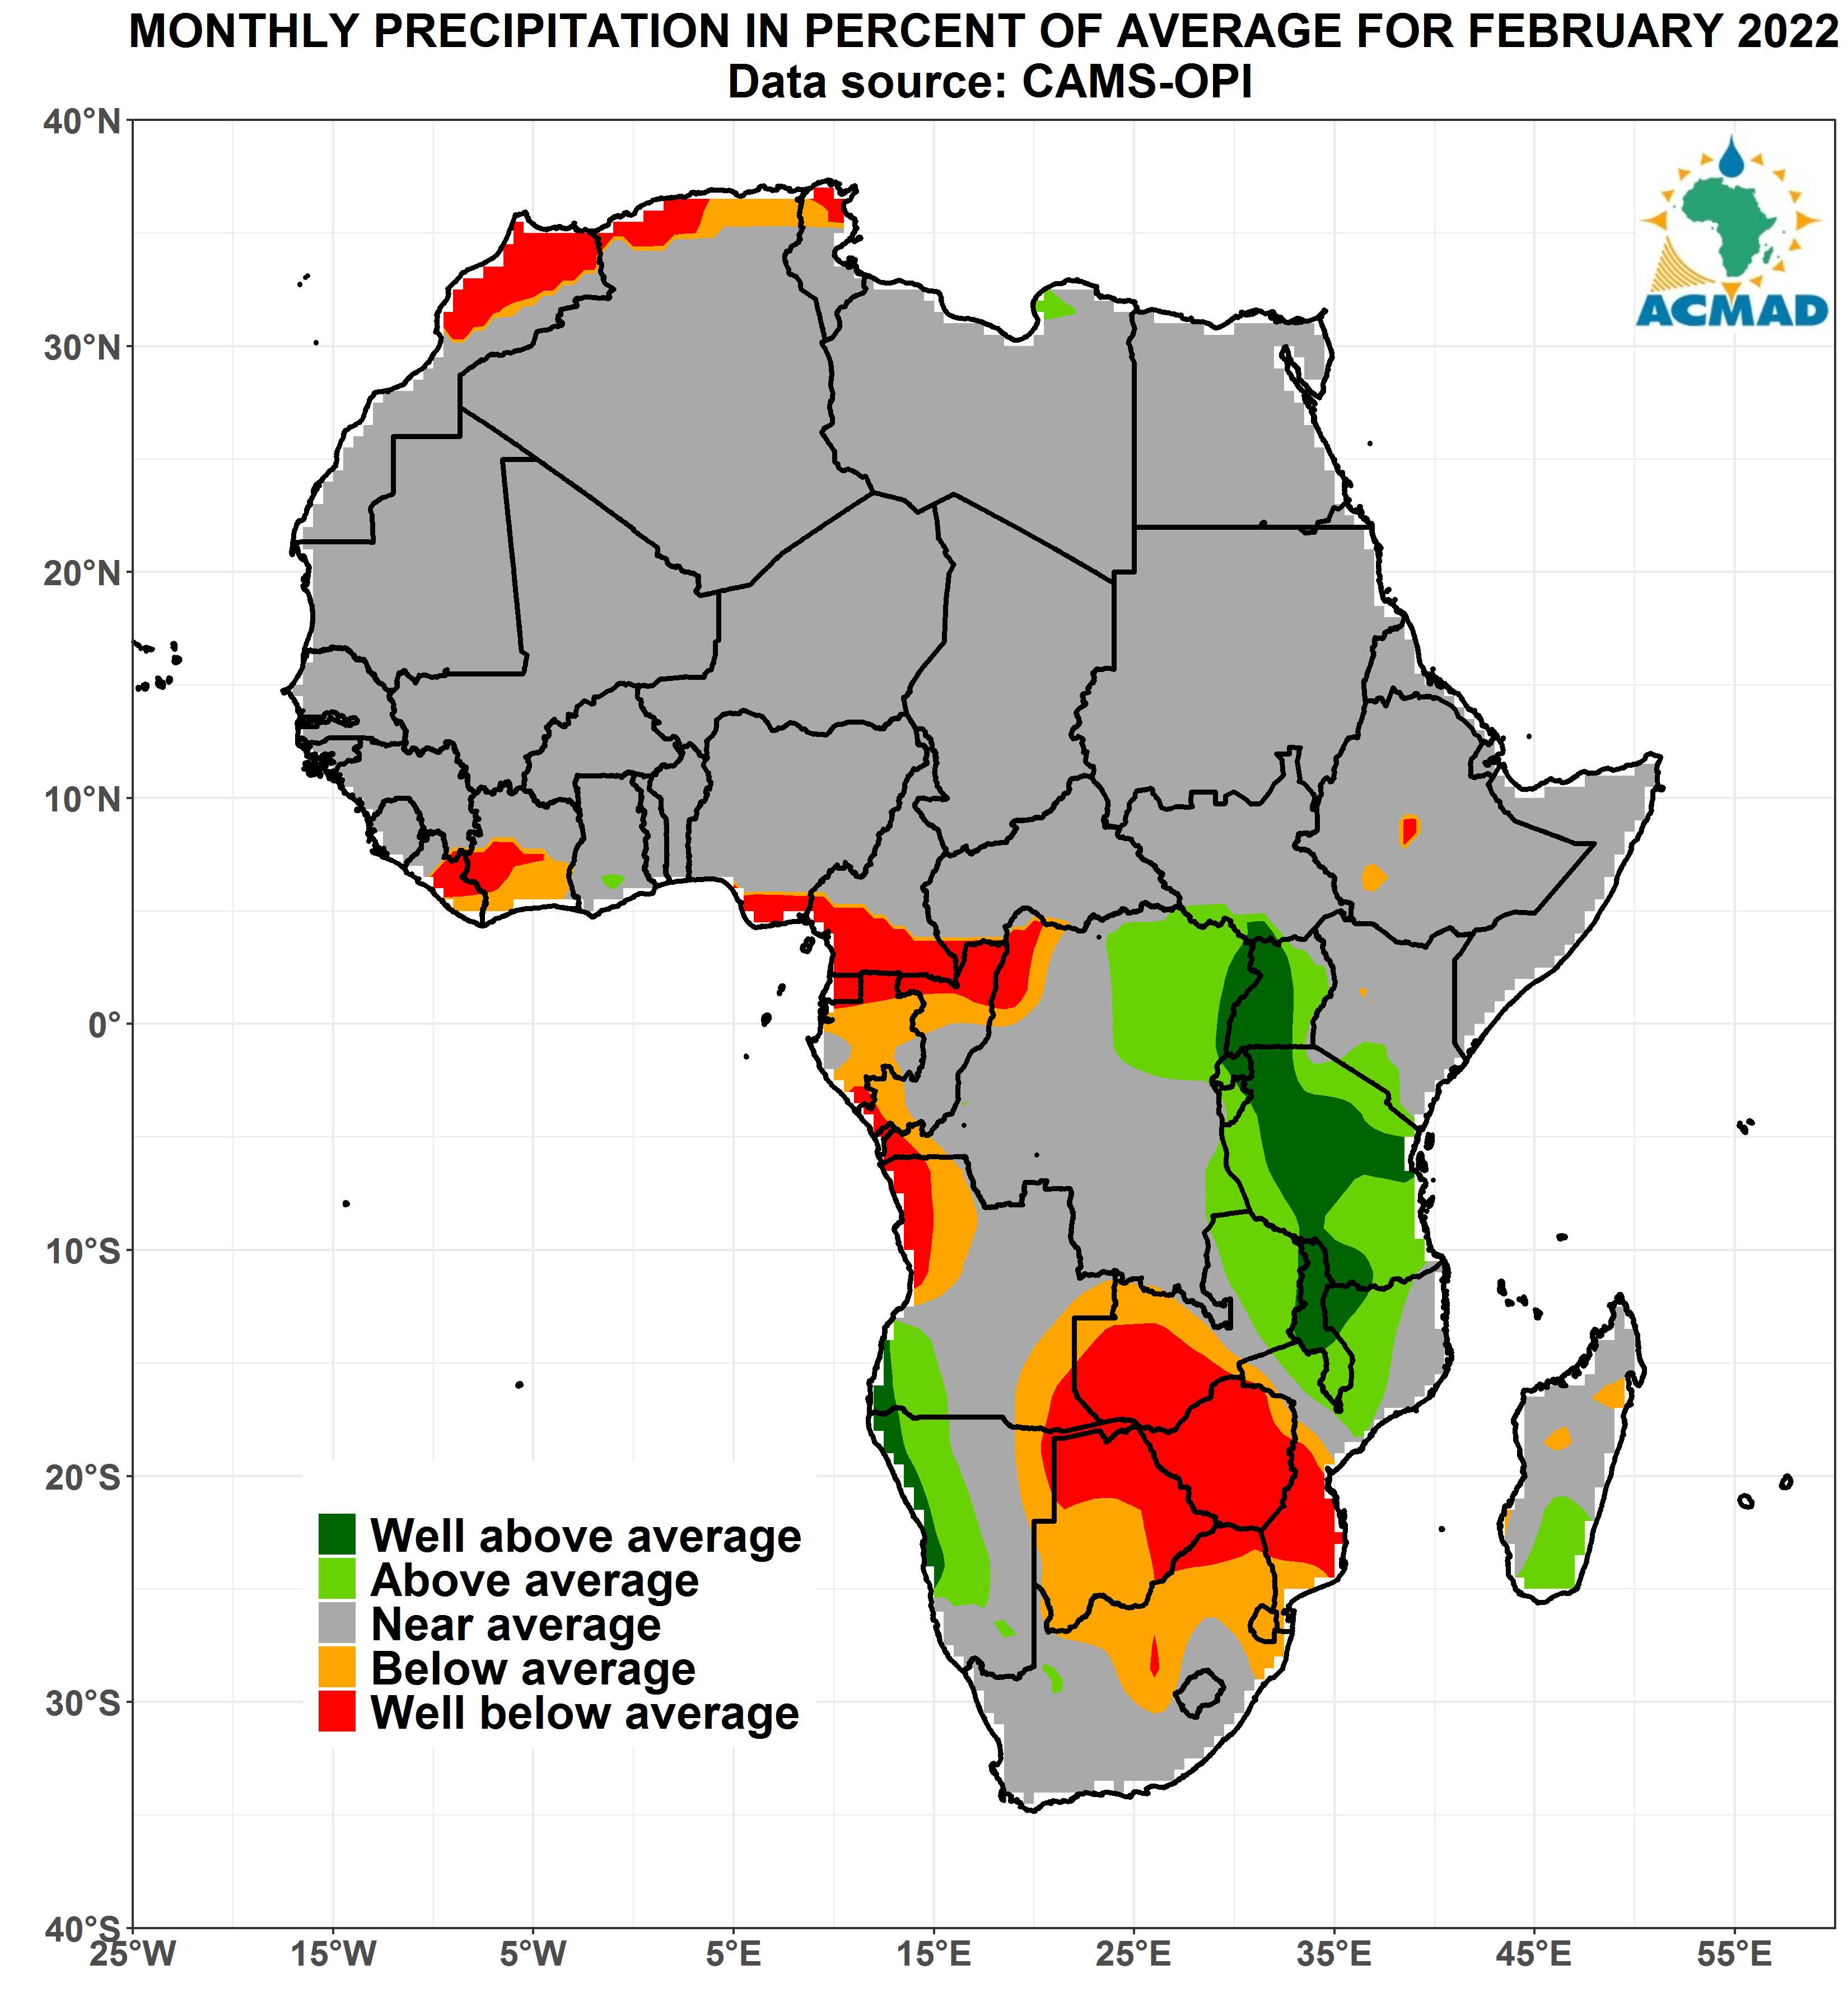 MONTHLY PRECIPITATION IN PERCENT OF AVERAGE FOR FEBRUARY 2022
Data source: CAMS-OPI
40°N
30°N
20°N
10°N
0°
10°S
20°S
30°S
40°S
ACMAD
Well above average
Above average
Near average
Below average
Well below average
25°W 15°W 5°W 5°E 15°E 25°E 35°E 45°E 55°E